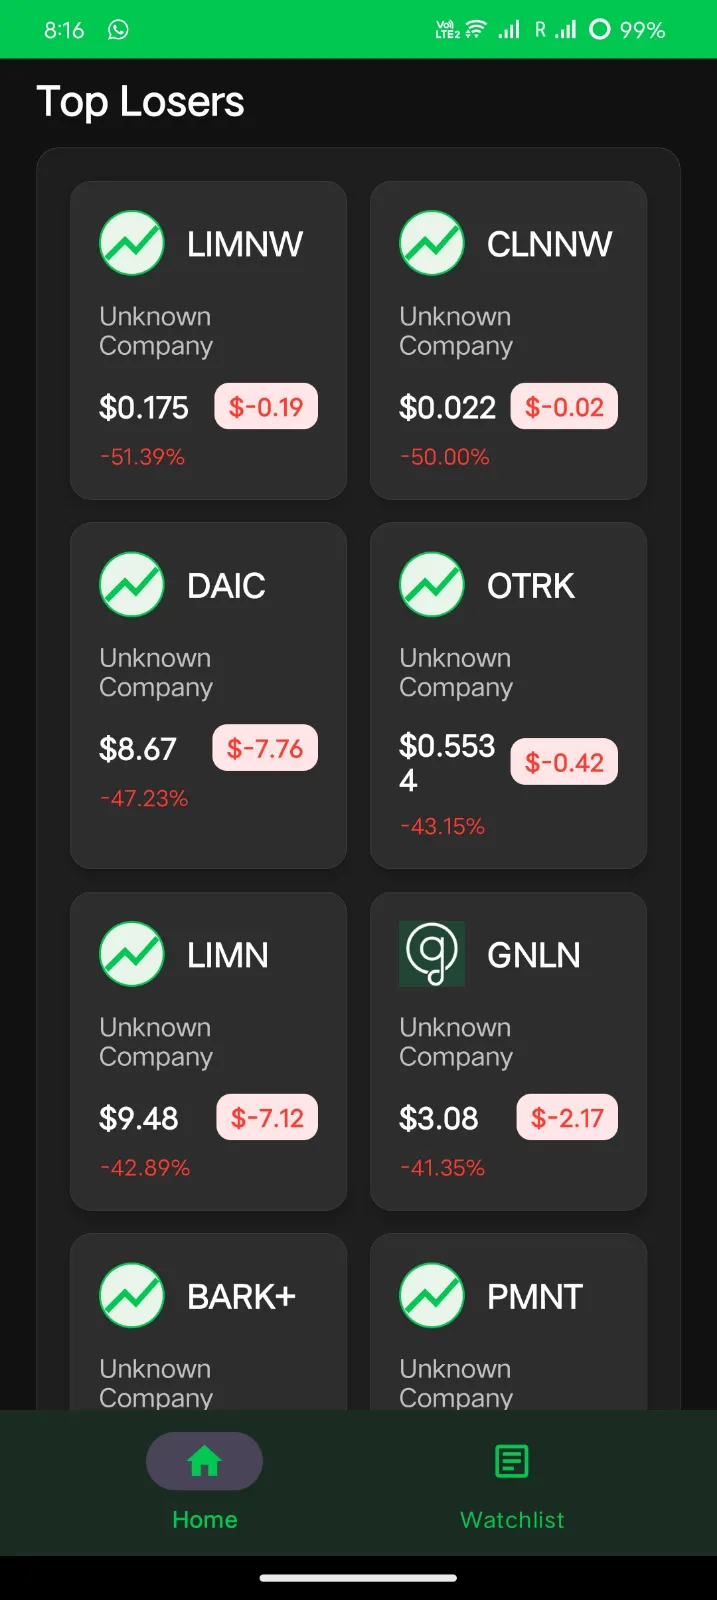 8:16 Vo) LTE2 R 99%
Top Losers
LIMNW
Unknown
Company
$0.175 $-0.19
-51.39%
CLNNW
Unknown
Company
$0.022 $-0.02
-50.00%
DAIC
Unknown
Company
$8.67 $-7.76
-47.23%
OTRK
Unknown
Company
$0.553
4 $-0.42
-43.15%
LIMN
Unknown
Company
$9.48 $-7.12
-42.89%
g GNLN
Unknown
Company
$3.08 $-2.17
-41.35%
BARK+
Unknown
Company
PMNT
Unknown
Company
Home
Watchlist